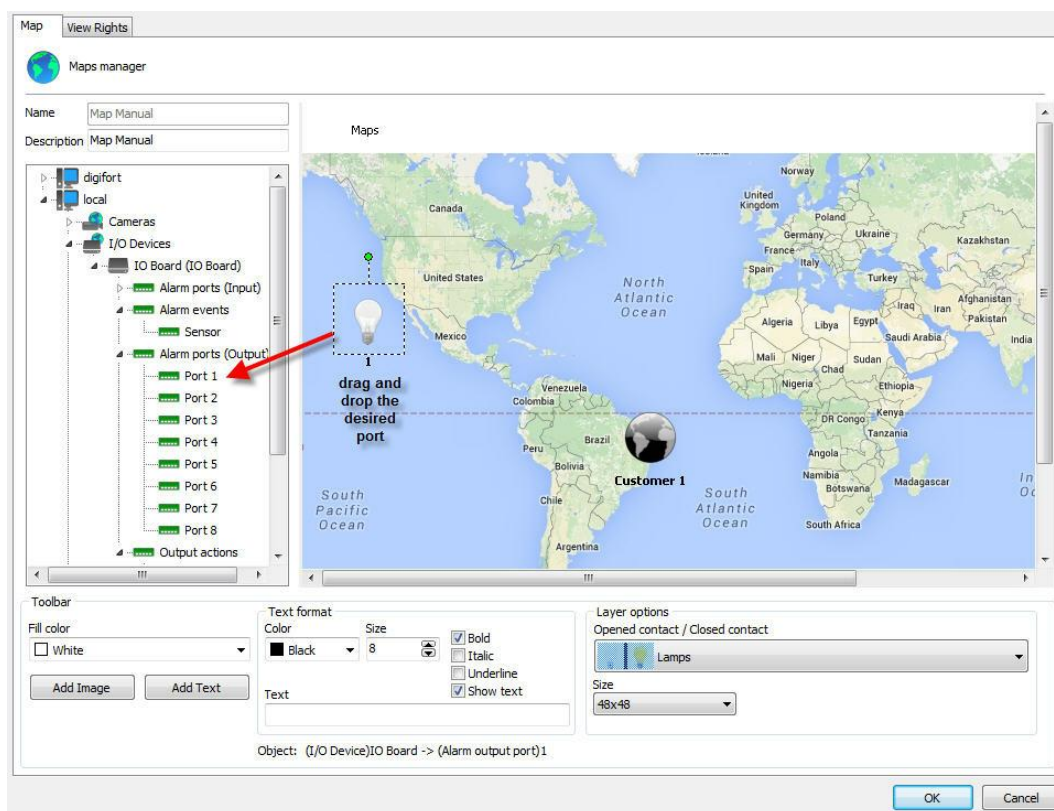 Map View Rights
Maps manager
Name Map Manual
Description Map Manual
digifort
local
Cameras
I/O Devices
IO Board (IO Board)
Alarm ports (Input)
Alarm events
Sensor
Alarm ports (Output)
Port 1
Port 2
Port 3
Port 4
Port 5
Port 6
Port 7
Port 8
Output actions
Maps
Norway
United
Kingdom
Canada
Poland
Germany
Ukraine
Kazakhstan
France
Italy
Spain
Turkey
United States
North
Atlantic
Ocean
Iraq
Iran
Afghanistan
Pakistan
Algeria
Libya
Egypt
Saudi Arabia
India
Mexico
1
drag and
drop the
desired
port
Mali
Niger
Chad
Sudan
Nigeria
Ethiopia
Venezuela
Colombia
DR Congo
Kenya
Tanzania
Brazil
Peru
Angola
Bolivia
Customer 1
Namibia
Botswana
Madagascar
South
Pacific
Ocean
Chile
South
Atlantic
Ocean
South Africa
Argentina
Toolbar
Fill color
White
Add Image Add Text
Text format
Color Size
Black 8
Bold
Italic
Underline
Show text
Text
Layer options
Opened contact / Closed contact
Lamps
Size
48x48
Object: (I/O Device)IO Board -> (Alarm output port)1
OK Cancel